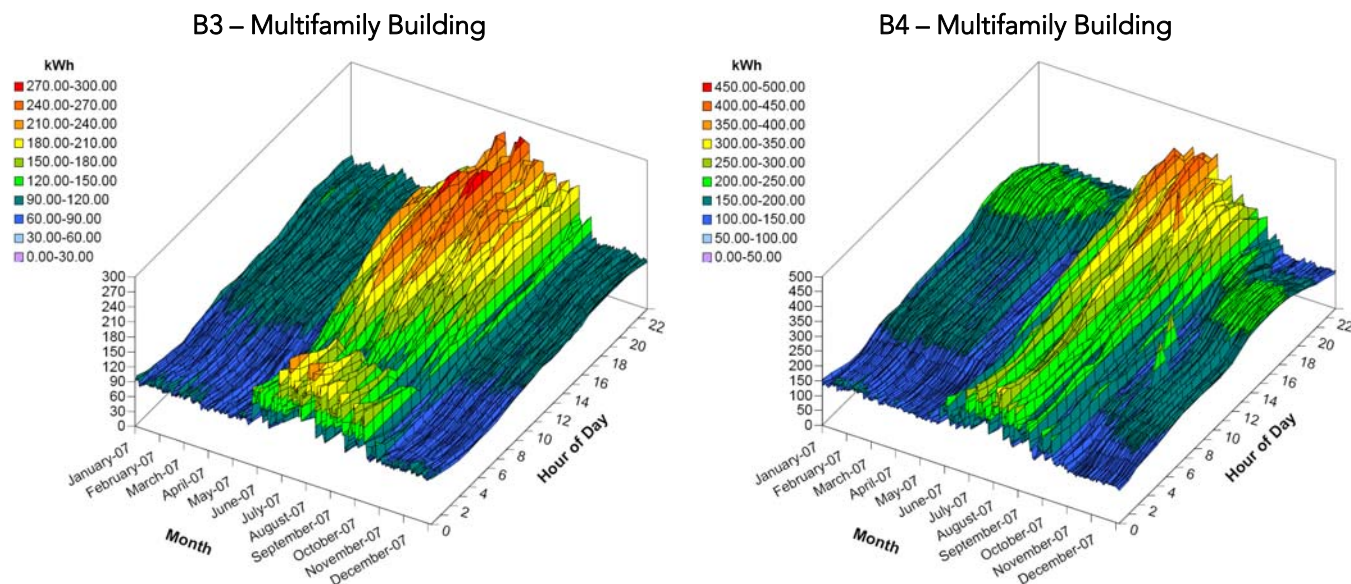 B3 – Multifamily Building
kWh
270.00-300.00
240.00-270.00
210.00-240.00
180.00-210.00
150.00-180.00
120.00-150.00
90.00-120.00
60.00-90.00
30.00-60.00
0.00-30.00
300
270
240
210
180
150
120
90
60
30
0
January-07
February-07
March-07
April-07
May-07
June-07
July-07
August-07
September-07
October-07
November-07
December-07
Month
0
2
4
6
8
10
12
14
16
18
20
22
Hour of Day
B4 – Multifamily Building
kWh
450.00-500.00
400.00-450.00
350.00-400.00
300.00-350.00
250.00-300.00
200.00-250.00
150.00-200.00
100.00-150.00
50.00-100.00
0.00-50.00
500
450
400
350
300
250
200
150
100
50
0
January-07
February-07
March-07
April-07
May-07
June-07
July-07
August-07
September-07
October-07
November-07
December-07
Month
0
2
4
6
8
10
12
14
16
18
20
22
Hour of Day